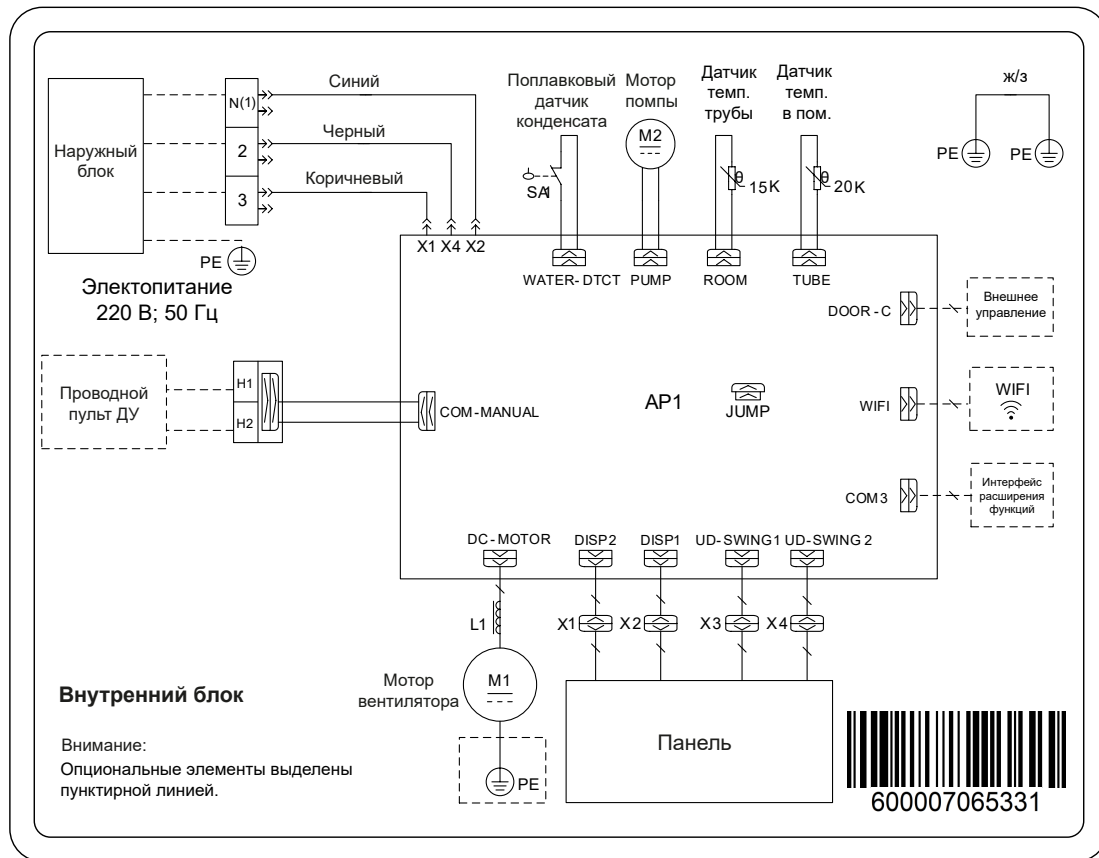 Синий
Черный
Коричневый
Наружный
блок
N(1)
2
3
PE
X1 X4 X2
Электопитание
220 В; 50 Гц
Поплавковый
датчик
конденсата
SA1
Мотор
помпы
M2
Датчик
темп.
трубы
θ
15K
Датчик
темп.
в пом.
θ
20K
ж/з
PE
PE
WATER-DTCT
PUMP
ROOM
TUBE
Проводной
пульт ДУ
H1
H2
COM-MANUAL
AP1
JUMP
DOOR-C
Внешнее
управление
WIFI
WIFI
COM3
Интерфейс
расширения
функций
DC-MOTOR
DISP2
DISP1
UD-SWING1
UD-SWING2
L1
X1
X2
X3
X4
Мотор
вентилятора
M1
PE
Панель
Внутренний блок
Внимание:
Опциональные элементы выделены
пунктирной линией.
600007065331